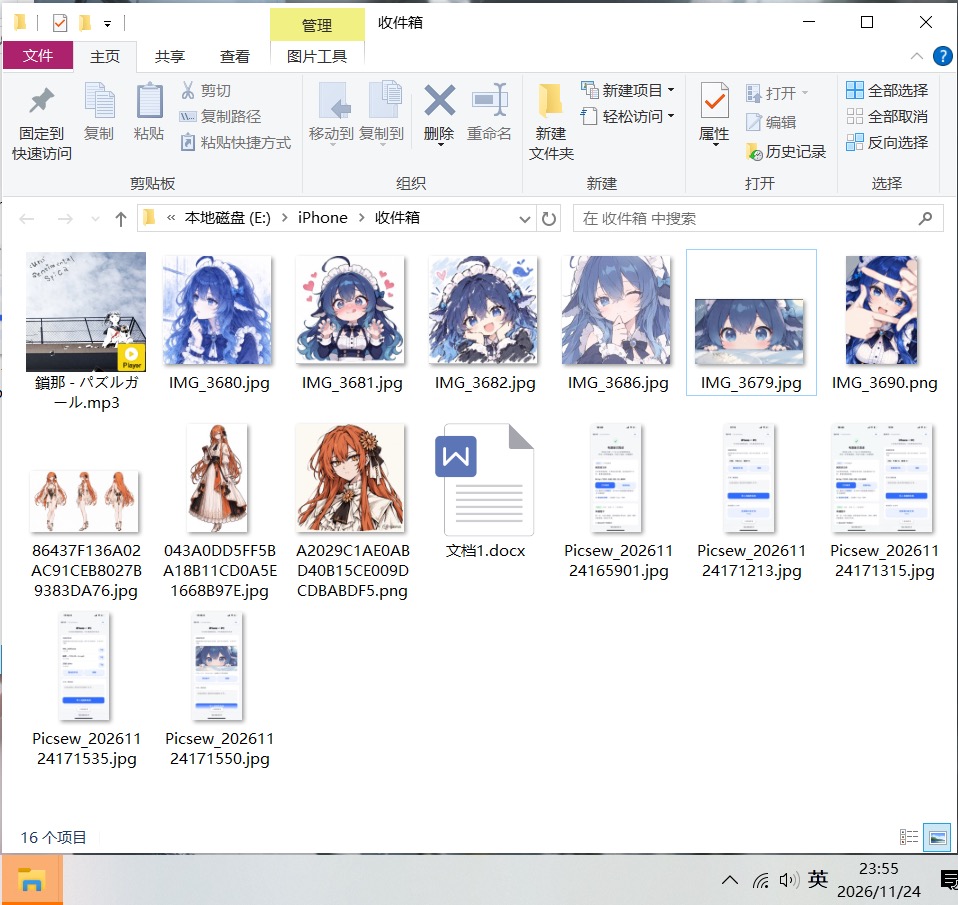 管理
收件箱
文件
主页
共享
查看
图片工具
固定到
快速访问
复制
粘贴
剪切
复制路径
粘贴快捷方式
剪贴板
移动到
复制到
删除
重命名
组织
新建
文件夹
新建项目
轻松访问
新建
属性
打开
编辑
历史记录
打开
全部选择
全部取消
反向选择
选择
« 本地磁盘 (E:) > iPhone > 收件箱
在 收件箱 中搜索
Sentimental
Player
鎖那 - パズルガ
ール.mp3
IMG_3680.jpg
IMG_3681.jpg
IMG_3682.jpg
IMG_3686.jpg
IMG_3679.jpg
IMG_3690.png
86437F136A02
AC91CEB8027B
9383DA76.jpg
043A0DD5FF5B
A18B11CD0A5E
1668B97E.jpg
A2029C1AE0AB
D40B15CE009D
CDBABDF5.png
W
文档1.docx
Picsew_202611
24165901.jpg
Picsew_202611
24171213.jpg
Picsew_202611
24171315.jpg
Picsew_202611
24171535.jpg
Picsew_202611
24171550.jpg
16 个项目
英
23:55
2026/11/24